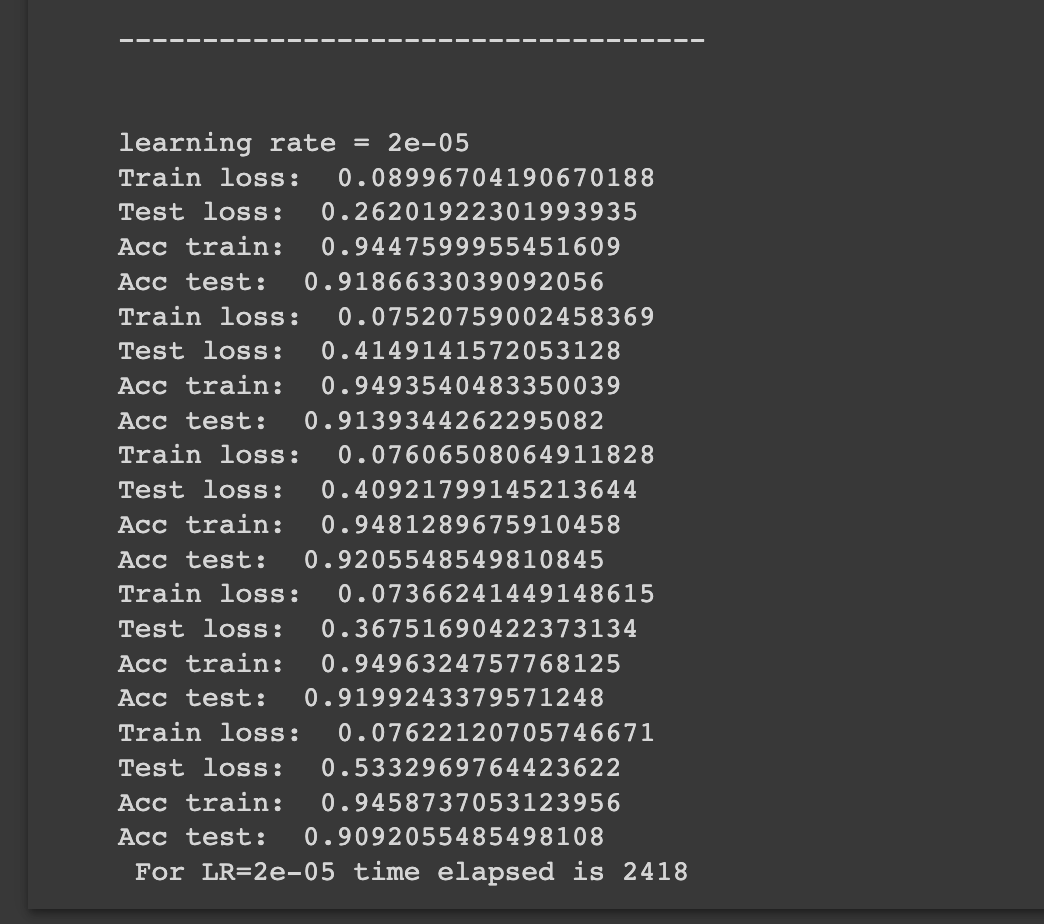 -----------------------------------
learning rate = 2e-05
Train loss:  0.08996704190670188
Test loss:  0.26201922301993935
Acc train:  0.9447599955451609
Acc test:  0.9186633039092056
Train loss:  0.07520759002458369
Test loss:  0.4149141572053128
Acc train:  0.9493540483350039
Acc test:  0.9139344262295082
Train loss:  0.07606508064911828
Test loss:  0.40921799145213644
Acc train:  0.9481289675910458
Acc test:  0.9205548549810845
Train loss:  0.07366241449148615
Test loss:  0.36751690422373134
Acc train:  0.9496324757768125
Acc test:  0.9199243379571248
Train loss:  0.07622120705746671
Test loss:  0.5332969764423622
Acc train:  0.9458737053123956
Acc test:  0.9092055485498108
 For LR=2e-05 time elapsed is 2418